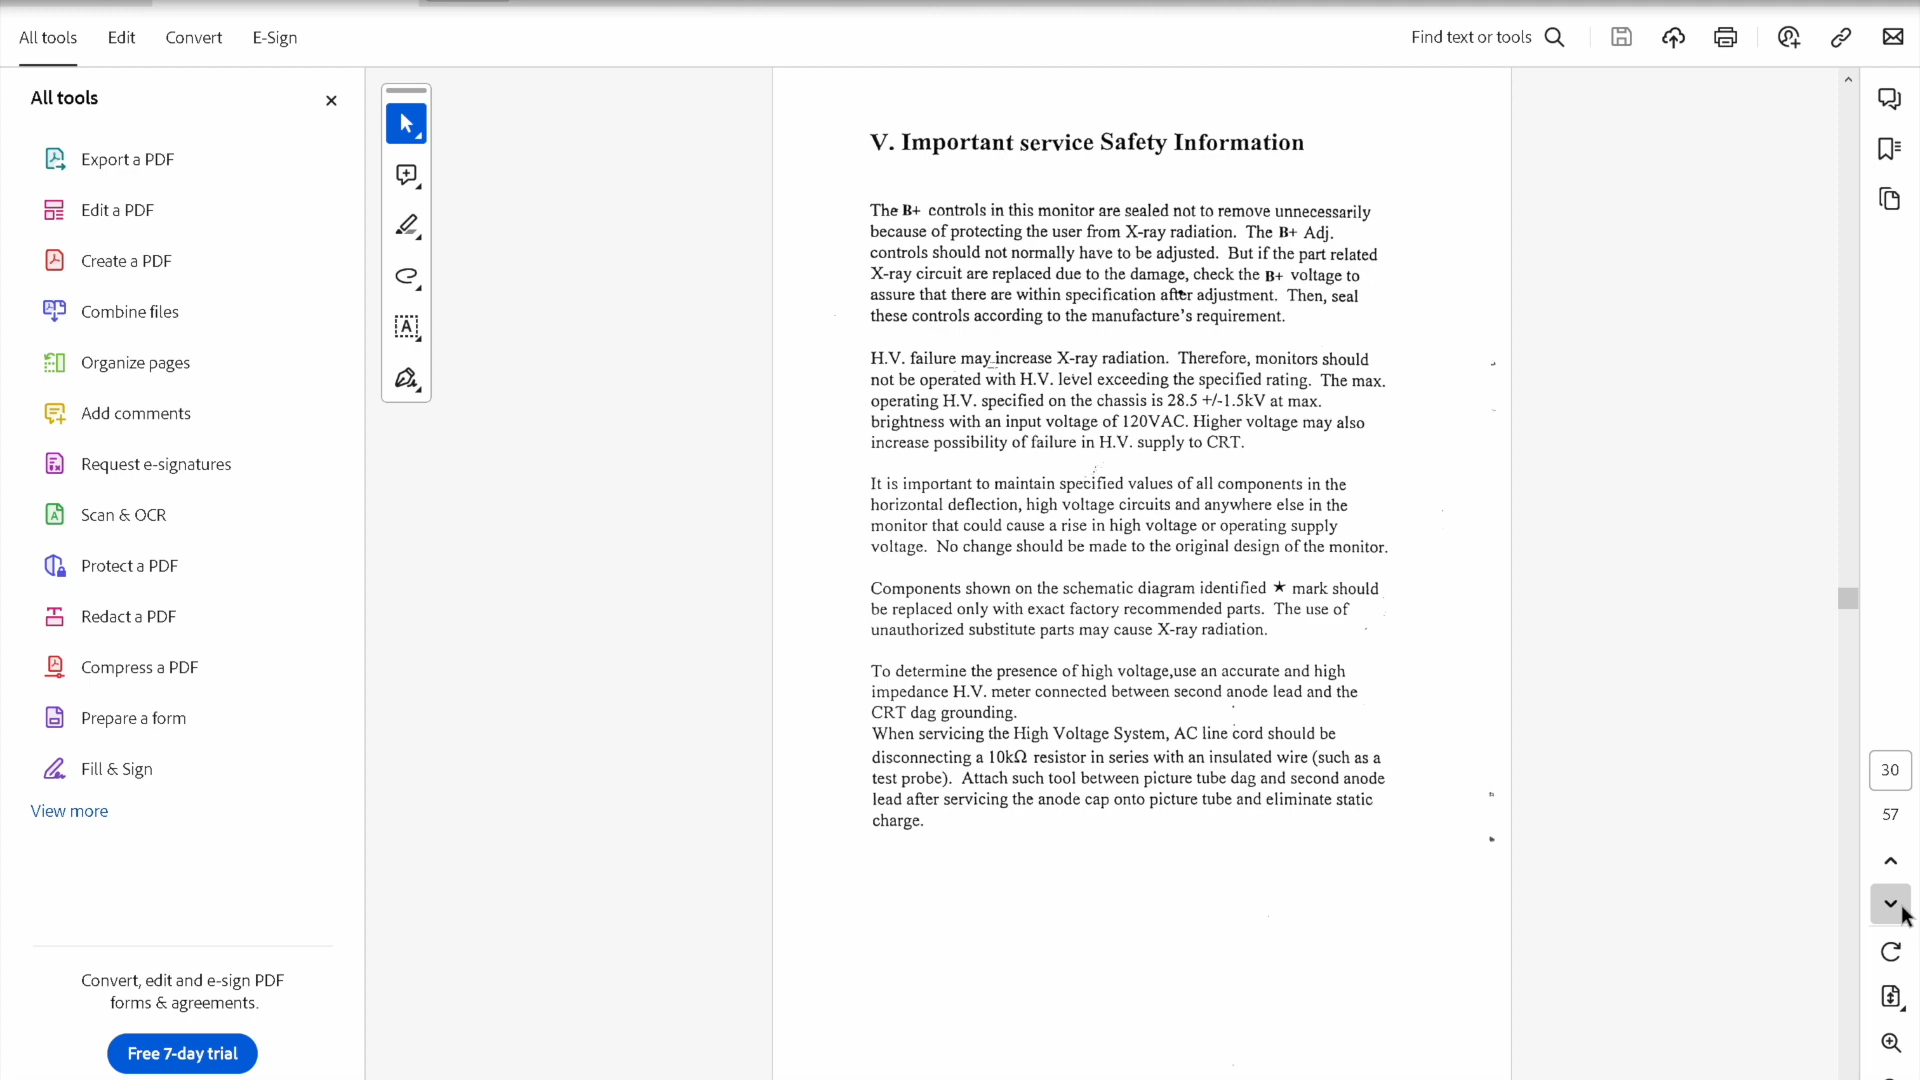 All tools
Edit
Convert
E-Sign
Find text or tools
All tools
Export a PDF
Edit a PDF
Create a PDF
Combine files
Organize pages
Add comments
Request e-signatures
Scan & OCR
Protect a PDF
Redact a PDF
Compress a PDF
Prepare a form
Fill & Sign
View more
Convert, edit and e-sign PDF
forms & agreements.
Free 7-day trial
V. Important service Safety Information
The B+ controls in this monitor are sealed not to remove unnecessarily
because of protecting the user from X-ray radiation. The B+ Adj.
controls should not normally have to be adjusted. But if the part related
X-ray circuit are replaced due to the damage, check the B+ voltage to
assure that there are within specification after adjustment. Then, seal
these controls according to the manufacture's requirement.
H.V. failure may increase X-ray radiation. Therefore, monitors should
not be operated with H.V. level exceeding the specified rating. The max.
operating H.V. specified on the chassis is 28.5 +/-1.5kV at max.
brightness with an input voltage of 120VAC. Higher voltage may also
increase possibility of failure in H.V. supply to CRT.
It is important to maintain specified values of all components in the
horizontal deflection, high voltage circuits and anywhere else in the
monitor that could cause a rise in high voltage or operating supply
voltage. No change should be made to the original design of the monitor.
Components shown on the schematic diagram identified ★ mark should
be replaced only with exact factory recommended parts. The use of
unauthorized substitute parts may cause X-ray radiation.
To determine the presence of high voltage,use an accurate and high
impedance H.V. meter connected between second anode lead and the
CRT dag grounding.
When servicing the High Voltage System, AC line cord should be
disconnecting a 10kΩ resistor in series with an insulated wire (such as a
test probe). Attach such tool between picture tube dag and second anode
lead after servicing the anode cap onto picture tube and eliminate static
charge.
30
57